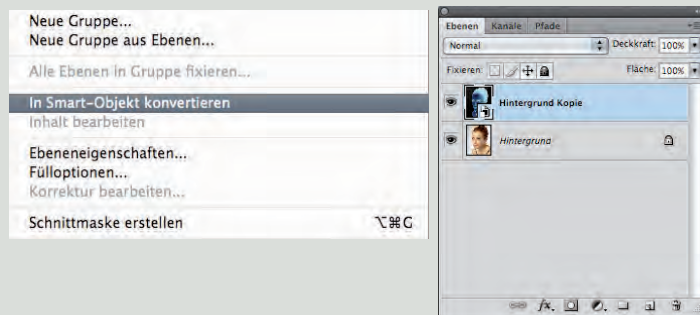 Neue Gruppe...
Neue Gruppe aus Ebenen...
Alle Ebenen in Gruppe fixieren...
In Smart-Objekt konvertieren
Inhalt bearbeiten
Ebeneneigenschaften...
Fülloptionen...
Korrektur bearbeiten...
Schnittmaske erstellen ⌥⌘G
Ebenen Kanäle Pfade
Normal Deckkraft: 100%
Fixieren: Fläche: 100%
Hintergrund Kopie
Hintergrund
fx.